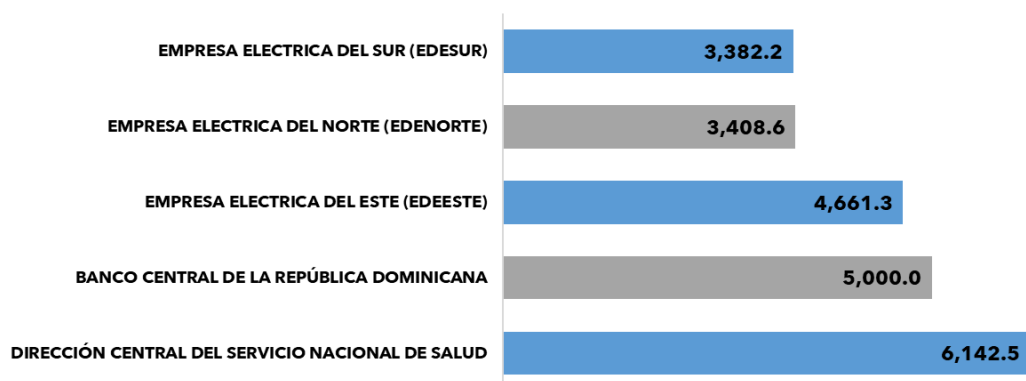 EMPRESA ELECTRICA DEL SUR (EDESUR) 3,382.2
EMPRESA ELECTRICA DEL NORTE (EDENORTE) 3,408.6
EMPRESA ELECTRICA DEL ESTE (EDEESTE) 4,661.3
BANCO CENTRAL DE LA REPÚBLICA DOMINICANA 5,000.0
DIRECCIÓN CENTRAL DEL SERVICIO NACIONAL DE SALUD 6,142.5